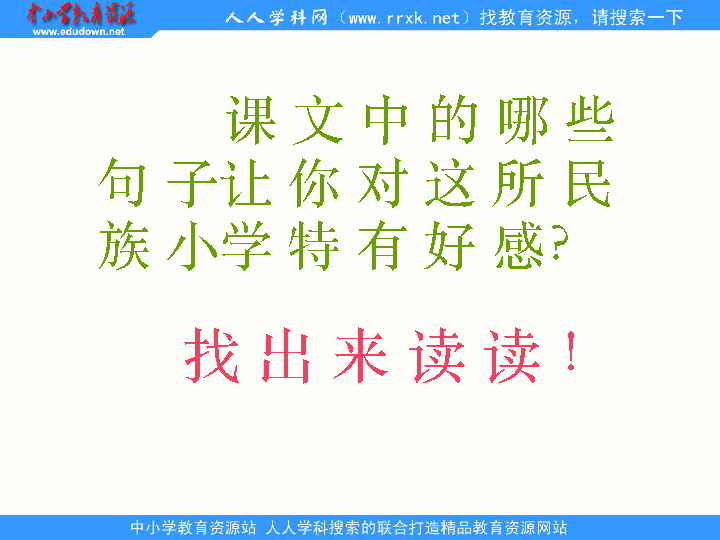 中小学教育资源
www.edudown.net
人人学科网（www.rrxk.net）找教育资源，请搜索一下
课文中的哪些
句子让你对这所民
族小学特有好感?
找出来读读！
中小学教育资源站 人人学科搜索的联合打造精品教育资源网站